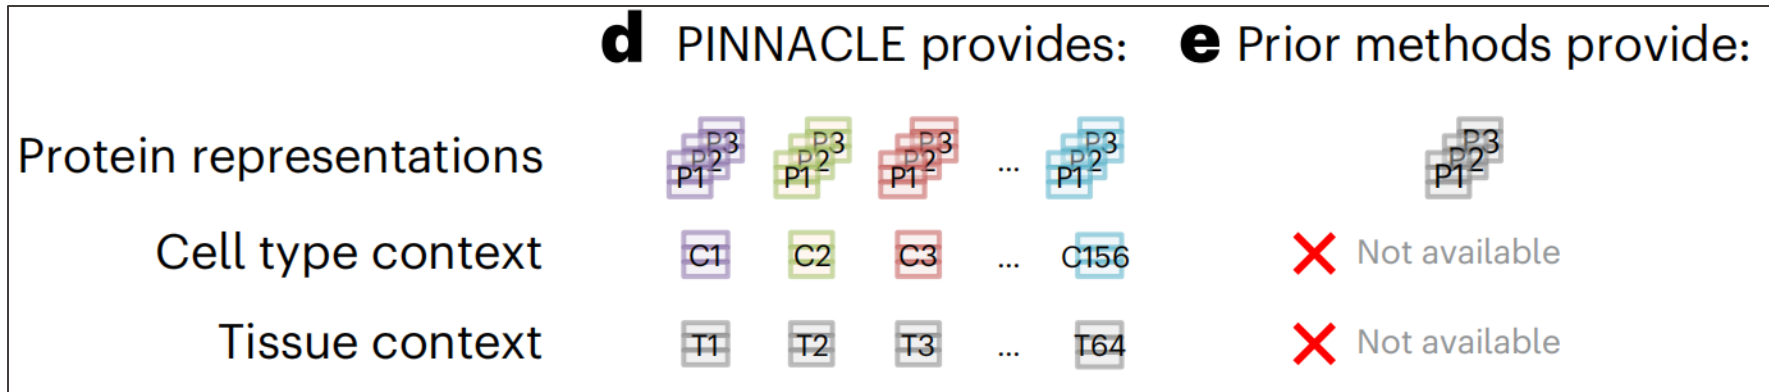 d PINNACLE provides: e Prior methods provide:
Protein representations P1 P2 P3 P1 P2 P3 P1 P2 P3 ... P1 P2 P3 P1 P2 P3
Cell type context C1 C2 C3 ... C156 Not available
Tissue context T1 T2 T3 ... T64 Not available